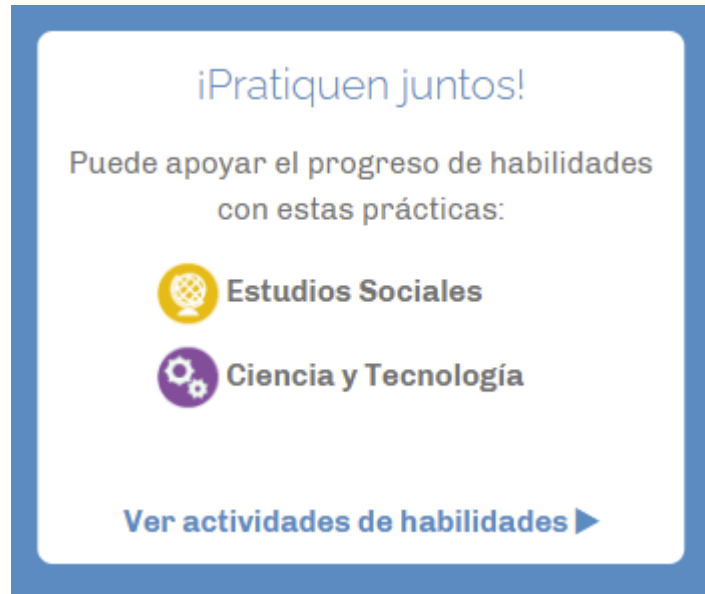 ¡Pratiquen juntos!
Puede apoyar el progreso de habilidades
con estas prácticas:
Estudios Sociales
Ciencia y Tecnología
Ver actividades de habilidades